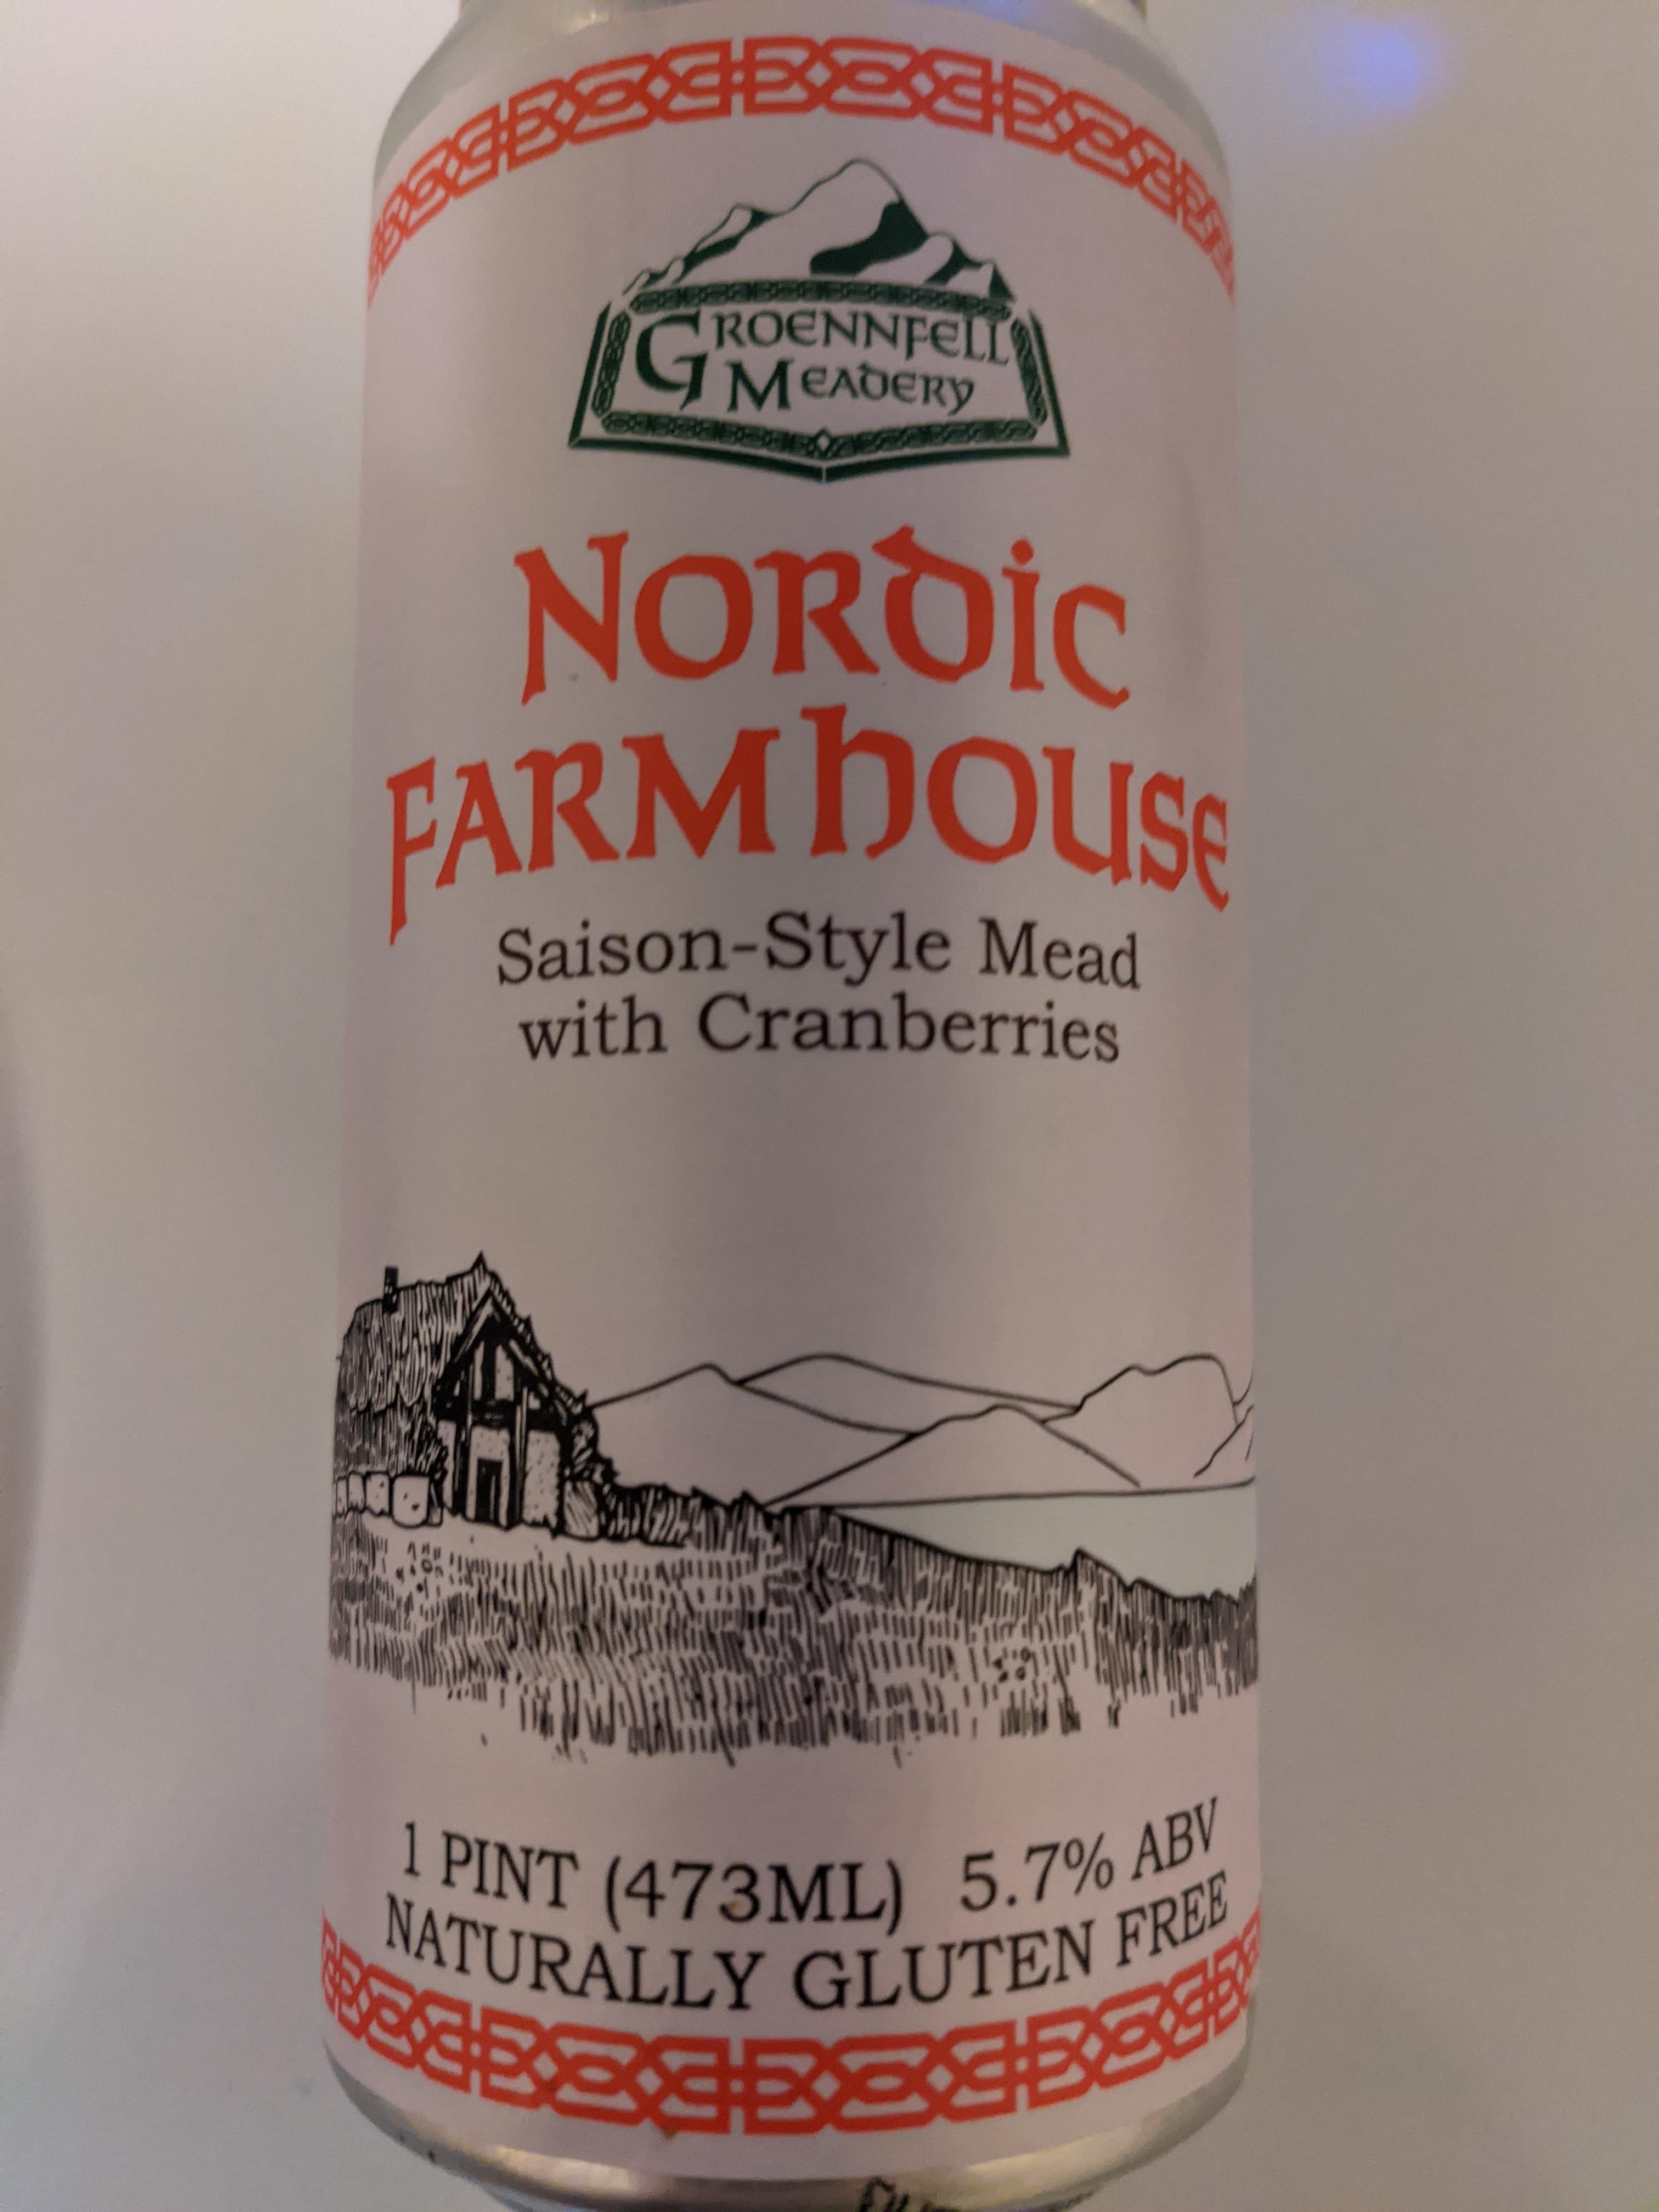 GROENNFELL
MEADERY
NORDIC
FARMHOUSE
Saison-Style Mead
with Cranberries
1 PINT (473ML) 5.7% ABV
NATURALLY GLUTEN FREE